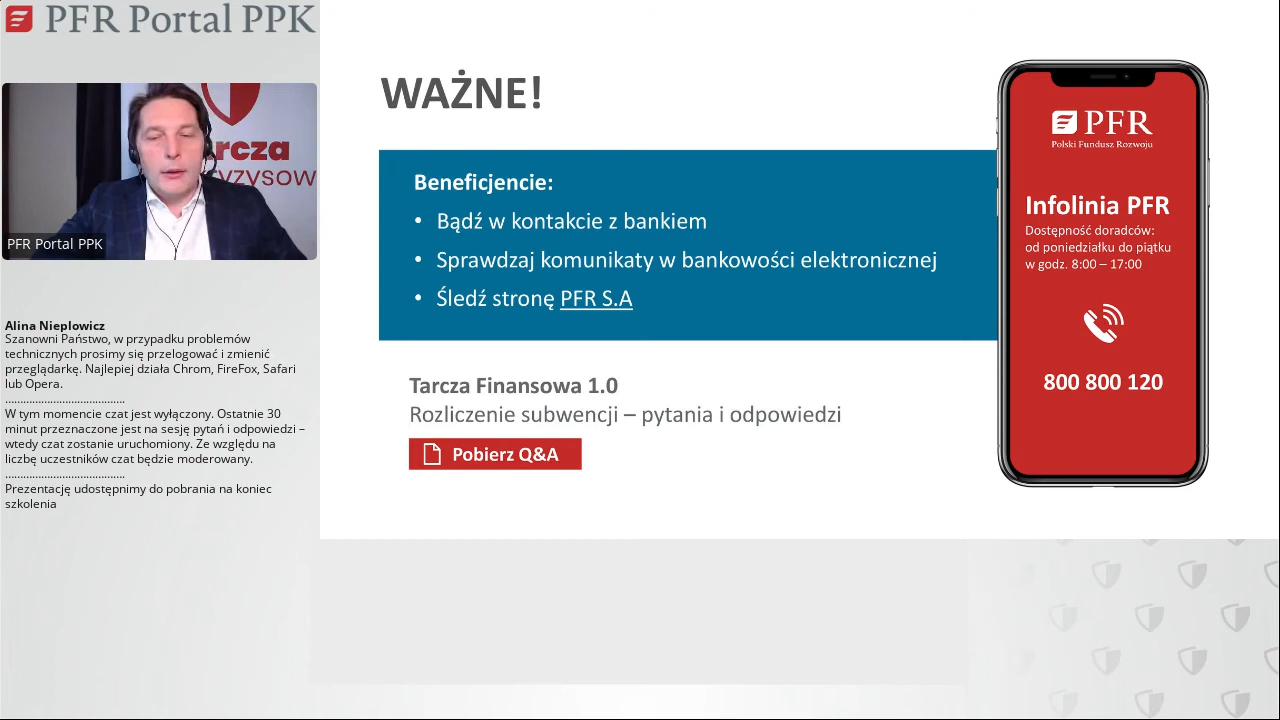 PFR Portal PPK
rcza
YZYSOW
PFR Portal PPK
Alina Nieplowicz
Szanowni Państwo, w przypadku problemów
technicznych prosimy się przelogować i zmienić
przeglądarkę. Najlepiej działa Chrom, FireFox, Safari
lub Opera.
........................................
W tym momencie czat jest wyłączony. Ostatnie 30
minut przeznaczone jest na sesję pytań i odpowiedzi –
wtedy czat zostanie uruchomiony. Ze względu na
liczbę uczestników czat będzie moderowany.
........................................
Prezentację udostępnimy do pobrania na koniec
szkolenia
WAŻNE!
Beneficjencie:
• Bądź w kontakcie z bankiem
• Sprawdzaj komunikaty w bankowości elektronicznej
• Śledź stronę PFR S.A
Tarcza Finansowa 1.0
Rozliczenie subwencji – pytania i odpowiedzi
Pobierz Q&A
PFR
Polski Fundusz Rozwoju
Infolinia PFR
Dostępność doradców:
od poniedziałku do piątku
w godz. 8:00 – 17:00
800 800 120